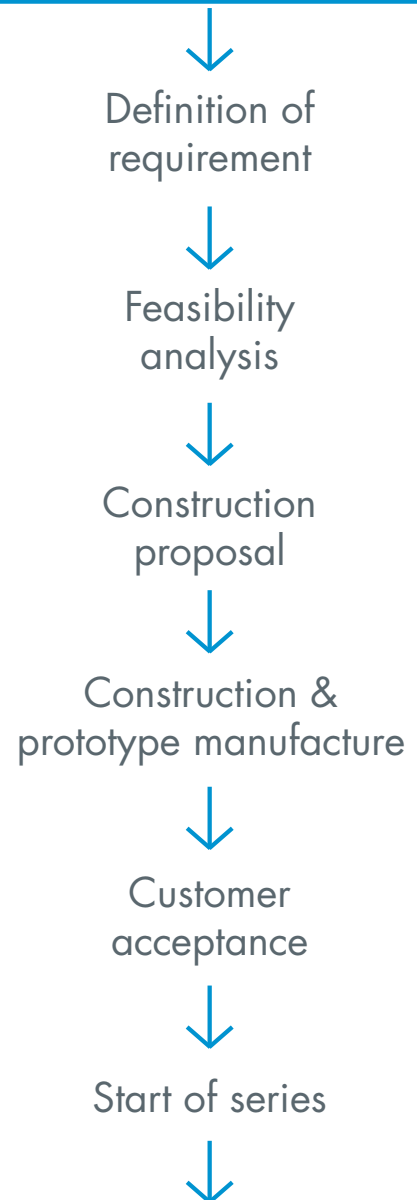 Definition of
requirement
Feasibility
analysis
Construction
proposal
Construction &
prototype manufacture
Customer
acceptance
Start of series